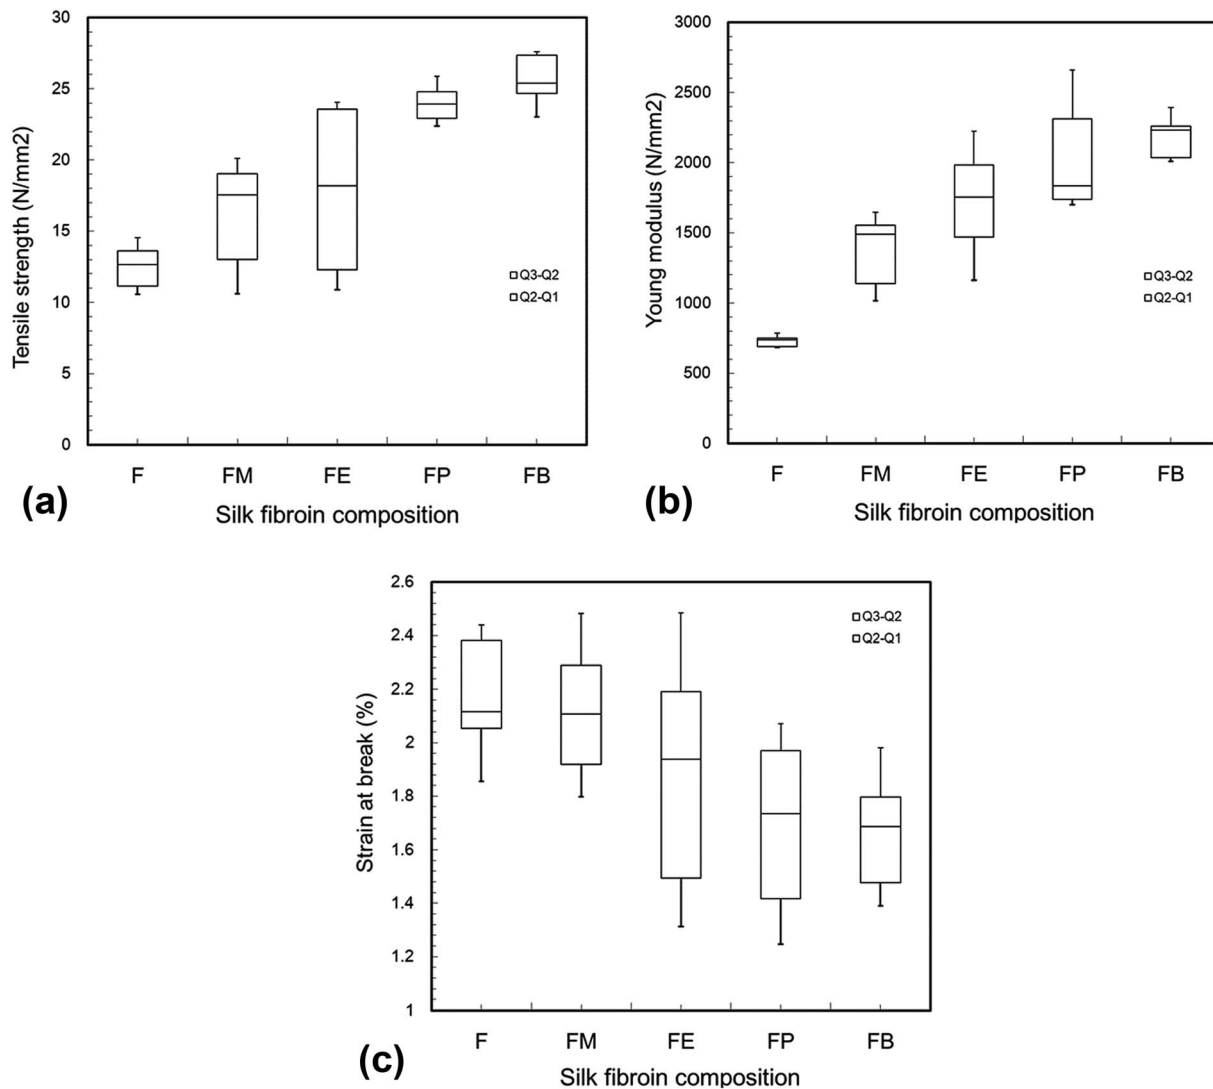 30
25
20
15
10
5
0
Tensile strength (N/mm2)
Q3-Q2
Q2-Q1
F FM FE FP FB
Silk fibroin composition
(a)
3000
2500
2000
1500
1000
500
0
Young modulus (N/mm2)
Q3-Q2
Q2-Q1
F FM FE FP FB
Silk fibroin composition
(b)
2.6
2.4
2.2
2
1.8
1.6
1.4
1.2
1
Strain at break (%)
Q3-Q2
Q2-Q1
F FM FE FP FB
Silk fibroin composition
(c)